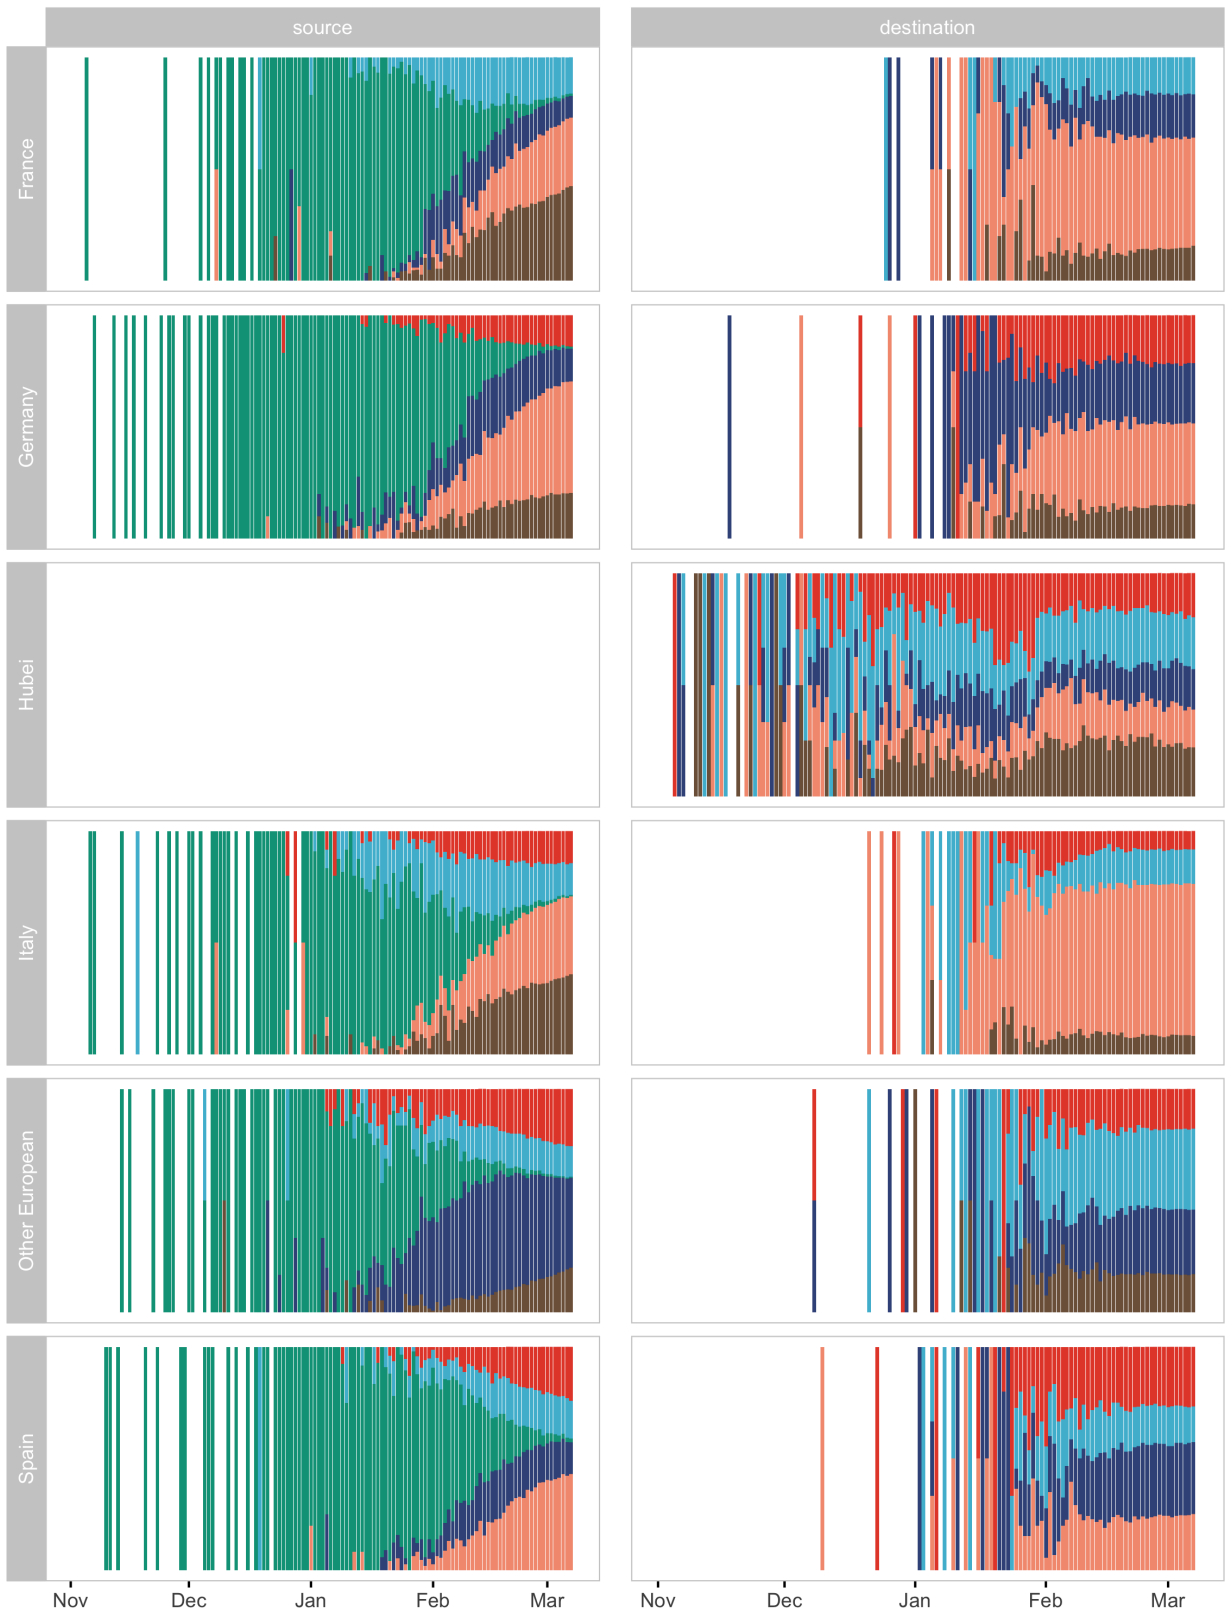 source
destination
France
Germany
Hubei
Italy
Other European
Spain
Nov Dec Jan Feb Mar
Nov Dec Jan Feb Mar